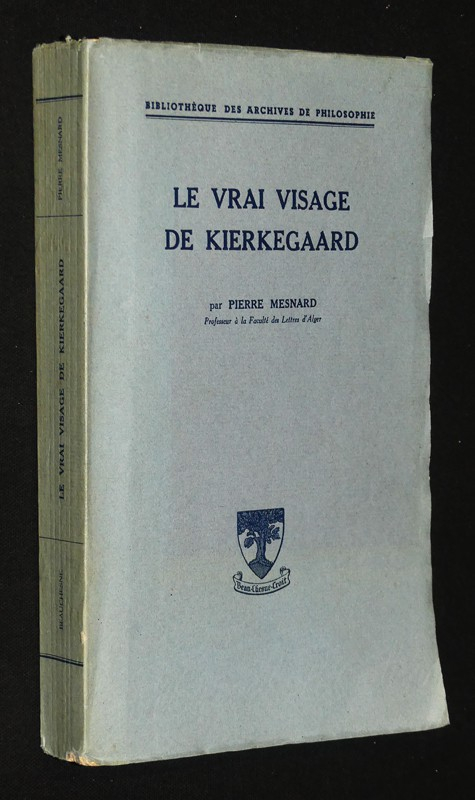 BIBLIOTHÈQUE DES ARCHIVES DE PHILOSOPHIE
LE VRAI VISAGE
DE KIERKEGAARD
par PIERRE MESNARD
Professeur à la Faculté des Lettres d'Alger
Beau-Chesne-Croit
PIERRE MESNARD
LE VRAI VISAGE DE KIERKEGAARD
BEAUCHESNE